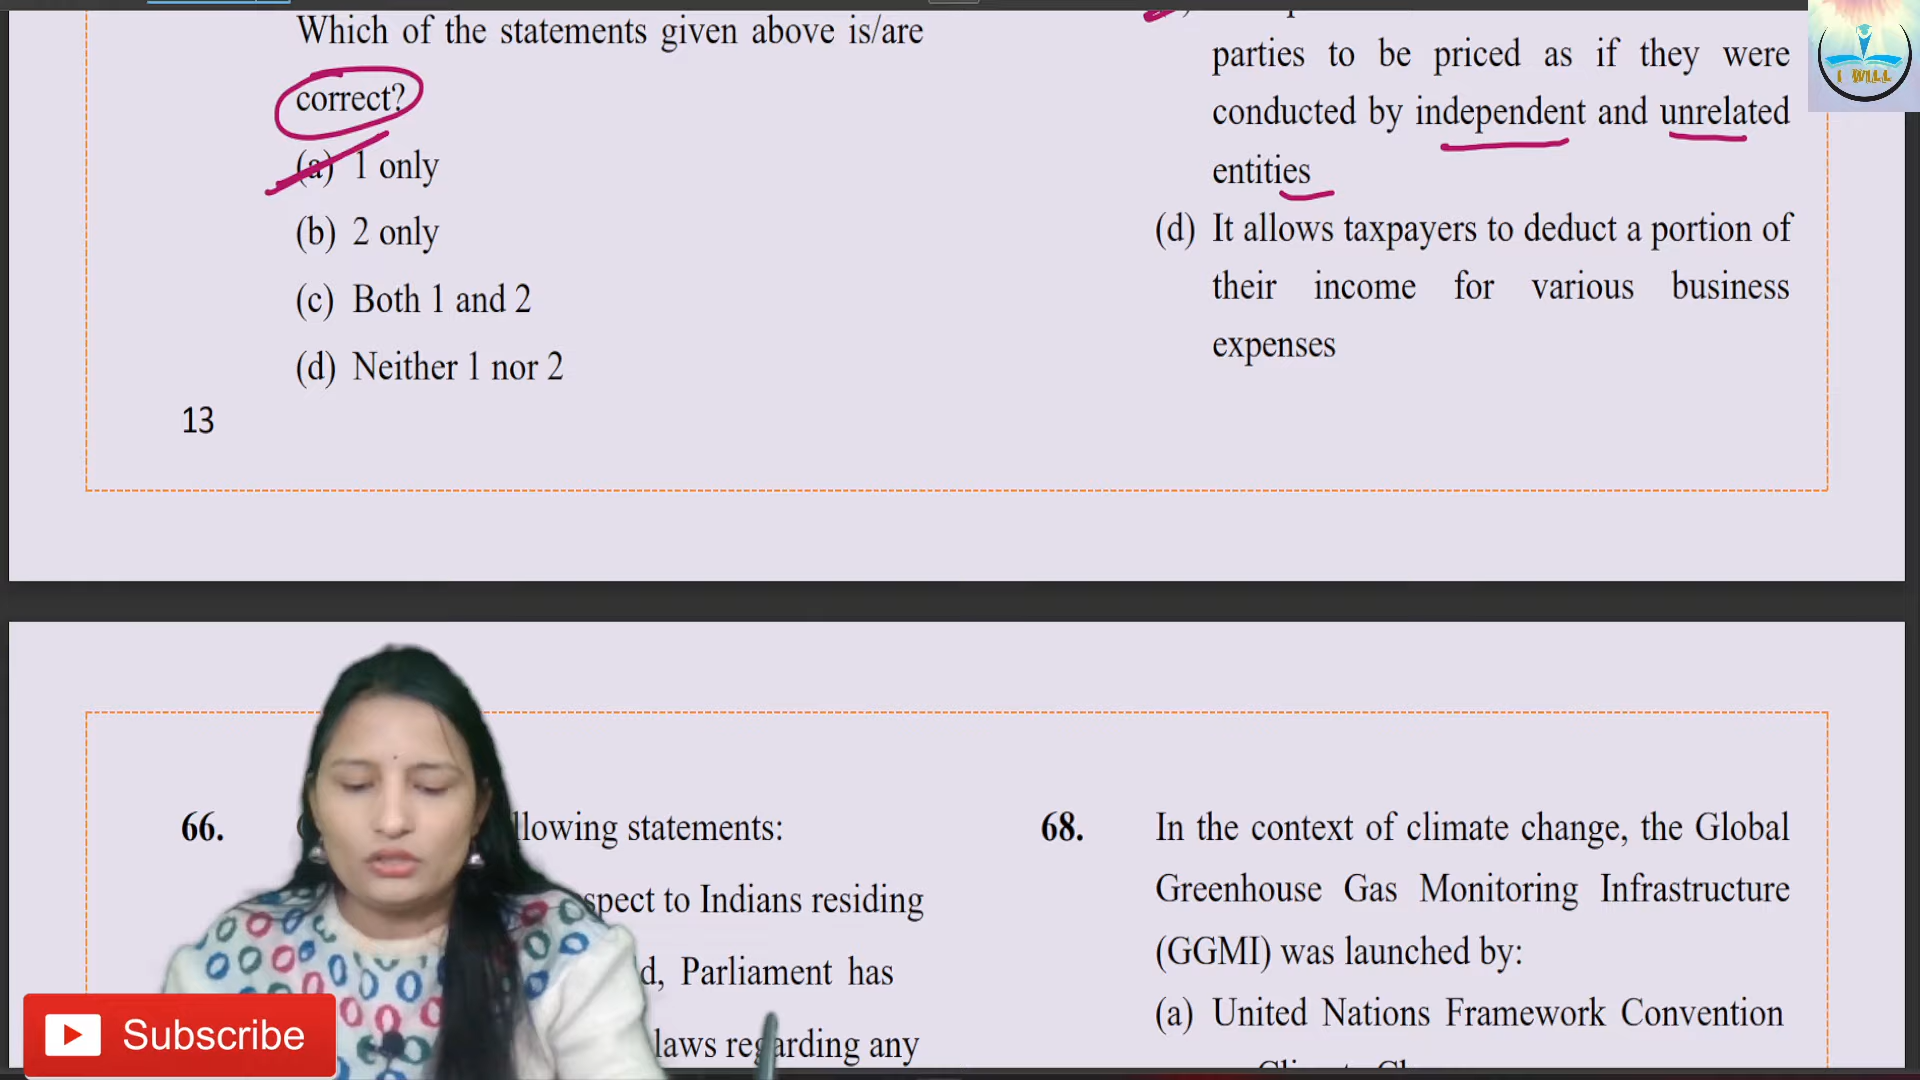 Which of the statements given above is/are
correct?
(a) 1 only
(b) 2 only
(c) Both 1 and 2
(d) Neither 1 nor 2
13
parties to be priced as if they were
conducted by independent and unrelated
entities
(d) It allows taxpayers to deduct a portion of
their income for various business
expenses
I WILL
66.
llowing statements:
spect to Indians residing
d, Parliament has
laws regarding any
68. In the context of climate change, the Global
Greenhouse Gas Monitoring Infrastructure
(GGMI) was launched by:
(a) United Nations Framework Convention
Subscribe